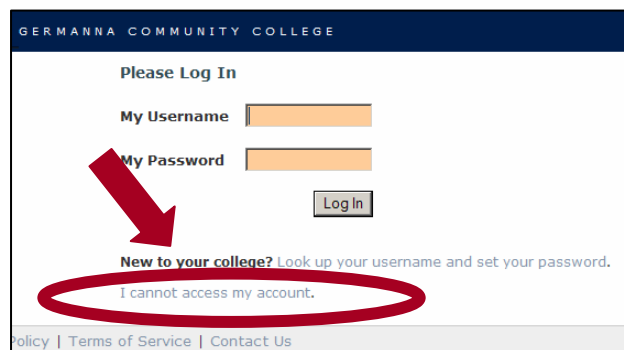 GERMANNA COMMUNITY COLLEGE
Please Log In
My Username
My Password
Log In
New to your college? Look up your username and set your password.
I cannot access my account.
Policy | Terms of Service | Contact Us